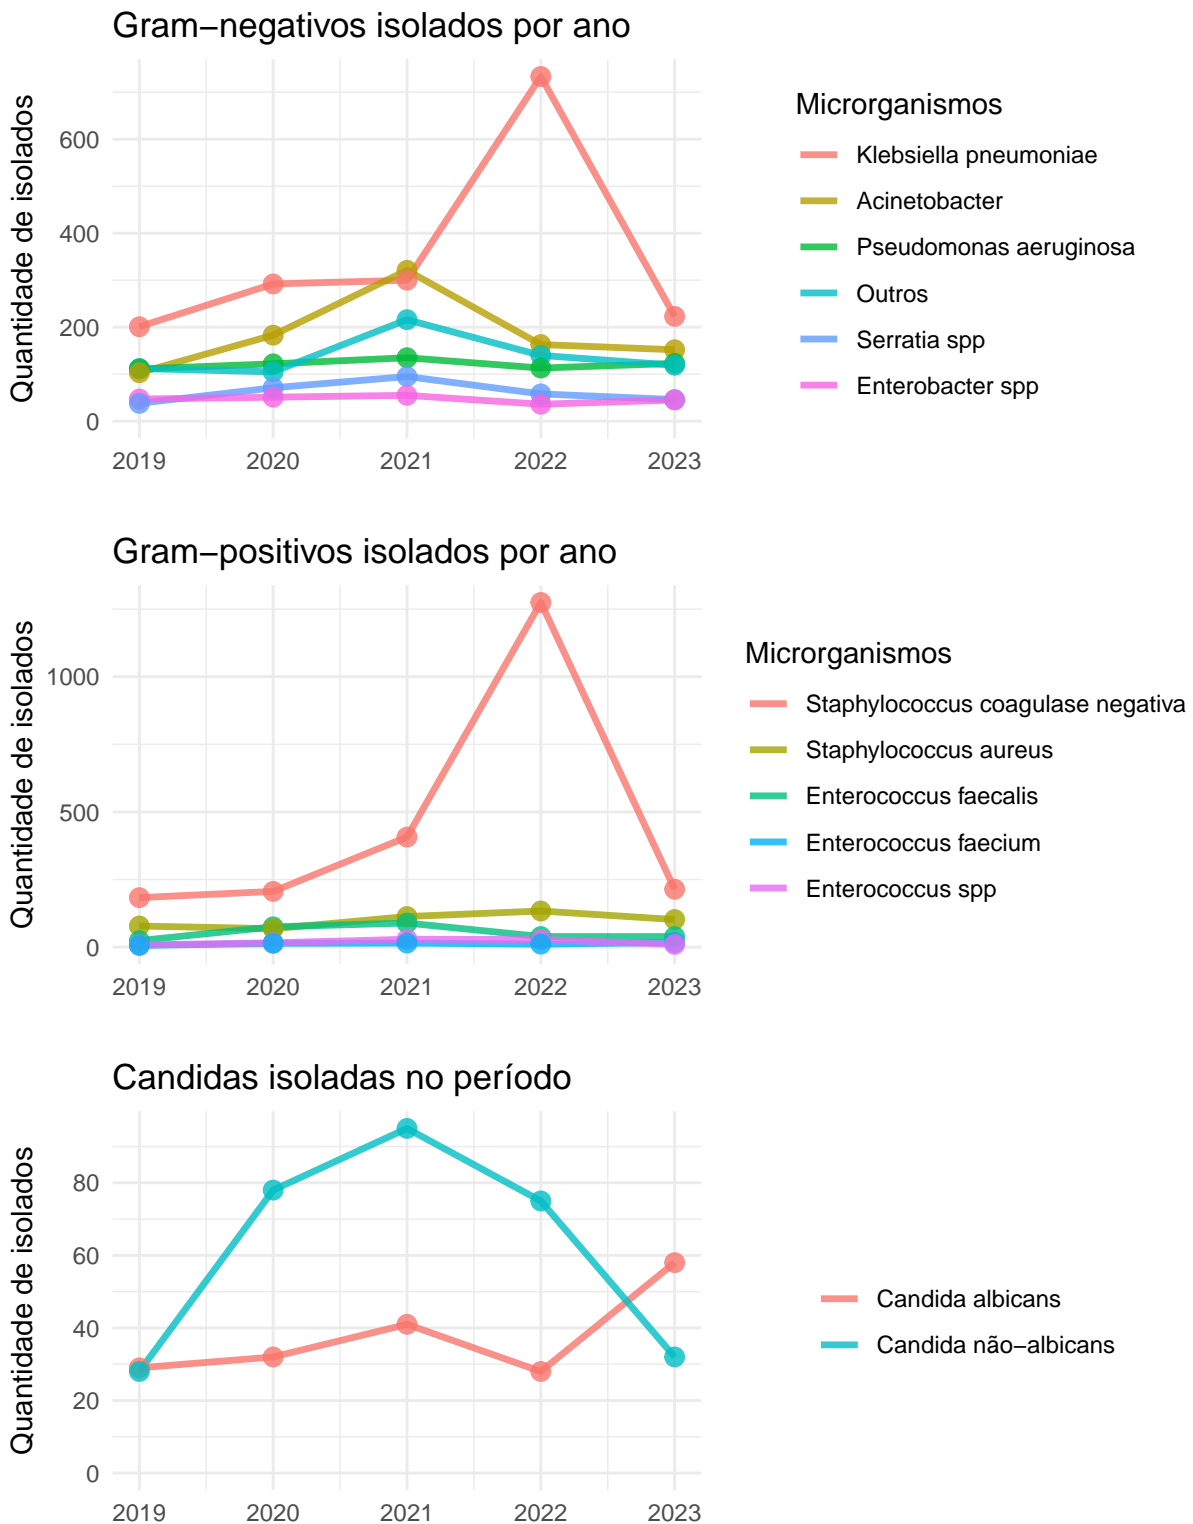 Gram−negativos isolados por ano
Quantidade de isolados
600
400
200
0
2019 2020 2021 2022 2023
Microrganismos
Klebsiella pneumoniae
Acinetobacter
Pseudomonas aeruginosa
Outros
Serratia spp
Enterobacter spp
Gram−positivos isolados por ano
Quantidade de isolados
1000
500
0
2019 2020 2021 2022 2023
Microrganismos
Staphylococcus coagulase negativa
Staphylococcus aureus
Enterococcus faecalis
Enterococcus faecium
Enterococcus spp
Candidas isoladas no período
Quantidade de isolados
80
60
40
20
0
2019 2020 2021 2022 2023
Candida albicans
Candida não−albicans